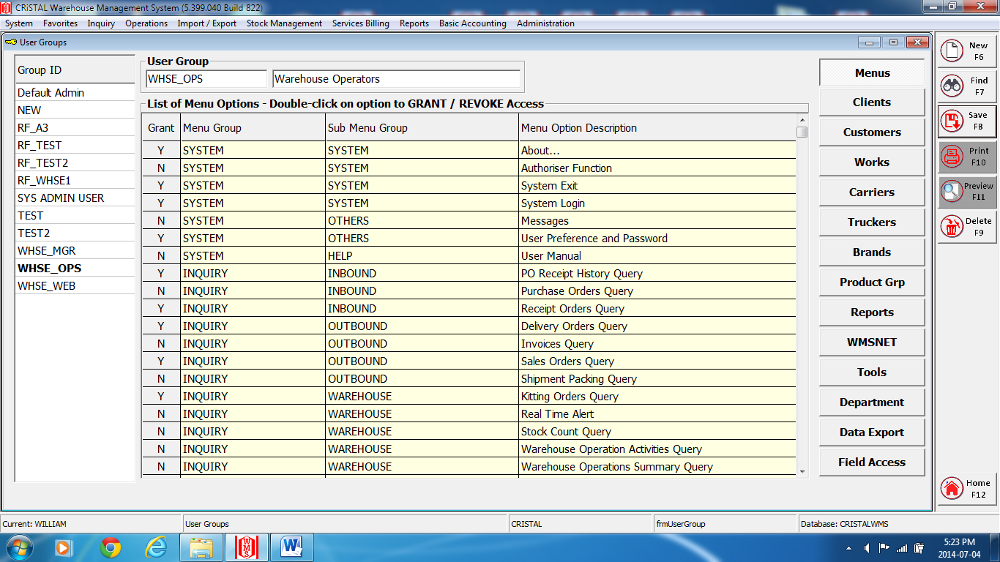 CRiSTAL Warehouse Management System (5.399.040 Build 822)
System Favorites Inquiry Operations Import / Export Stock Management Services Billing Reports Basic Accounting Administration
User Groups
Group ID
Default Admin
NEW
RF_A3
RF_TEST
RF_TEST2
RF_WHSE1
SYS ADMIN USER
TEST
TEST2
WHSE_MGR
WHSE_OPS
WHSE_WEB
User Group
WHSE_OPS Warehouse Operators
List of Menu Options - Double-click on option to GRANT / REVOKE Access
Grant Menu Group Sub Menu Group Menu Option Description
Y SYSTEM SYSTEM About...
N SYSTEM SYSTEM Authoriser Function
Y SYSTEM SYSTEM System Exit
Y SYSTEM SYSTEM System Login
N SYSTEM OTHERS Messages
Y SYSTEM OTHERS User Preference and Password
N SYSTEM HELP User Manual
Y INQUIRY INBOUND PO Receipt History Query
N INQUIRY INBOUND Purchase Orders Query
Y INQUIRY INBOUND Receipt Orders Query
Y INQUIRY OUTBOUND Delivery Orders Query
N INQUIRY OUTBOUND Invoices Query
Y INQUIRY OUTBOUND Sales Orders Query
N INQUIRY OUTBOUND Shipment Packing Query
Y INQUIRY WAREHOUSE Kitting Orders Query
N INQUIRY WAREHOUSE Real Time Alert
N INQUIRY WAREHOUSE Stock Count Query
N INQUIRY WAREHOUSE Warehouse Operation Activities Query
N INQUIRY WAREHOUSE Warehouse Operations Summary Query
Menus
Clients
Customers
Works
Carriers
Truckers
Brands
Product Grp
Reports
WMSNET
Tools
Department
Data Export
Field Access
New
F6
Find
F7
Save
F8
Print
F10
Preview
F11
Delete
F9
Home
F12
Current: WILLIAM User Groups CRISTAL frmUserGroup Database: CRISTALWMS
WMS
W
5:23 PM
2014-07-04